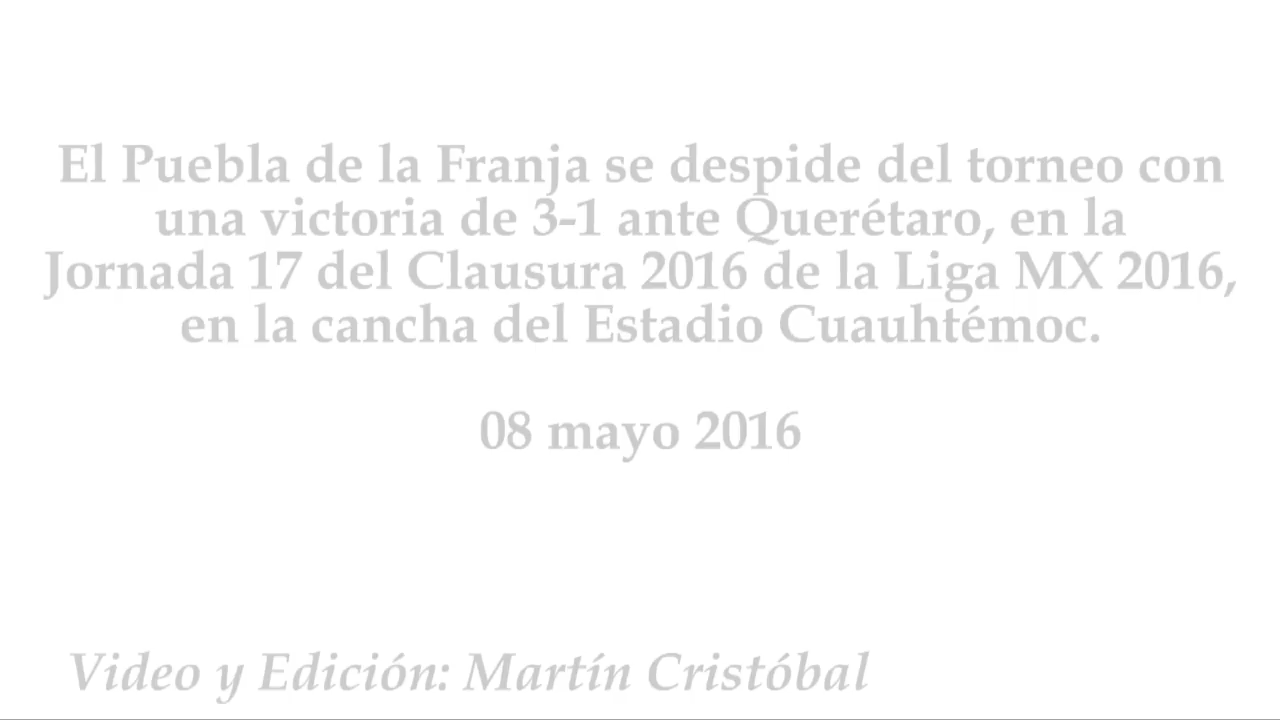 El Puebla de la Franja se despide del torneo con
una victoria de 3-1 ante Querétaro, en la
Jornada 17 del Clausura 2016 de la Liga MX 2016,
en la cancha del Estadio Cuauhtémoc.
08 mayo 2016
Video y Edición: Martín Cristóbal